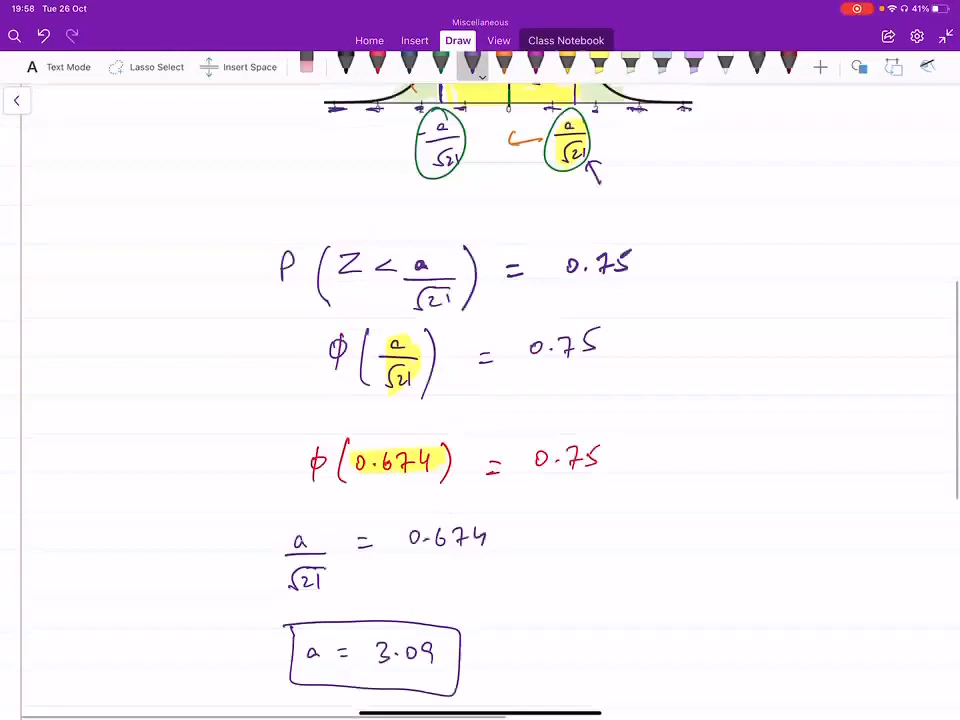 19:58 Tue 26 Oct
41%
Miscellaneous
Home Insert Draw View Class Notebook
Text Mode Lasso Select Insert Space
-a/√21 a/√21
P(Z < a/√21) = 0.75
Φ(a/√21) = 0.75
Φ(0.674) = 0.75
a/√21 = 0.674
a = 3.09